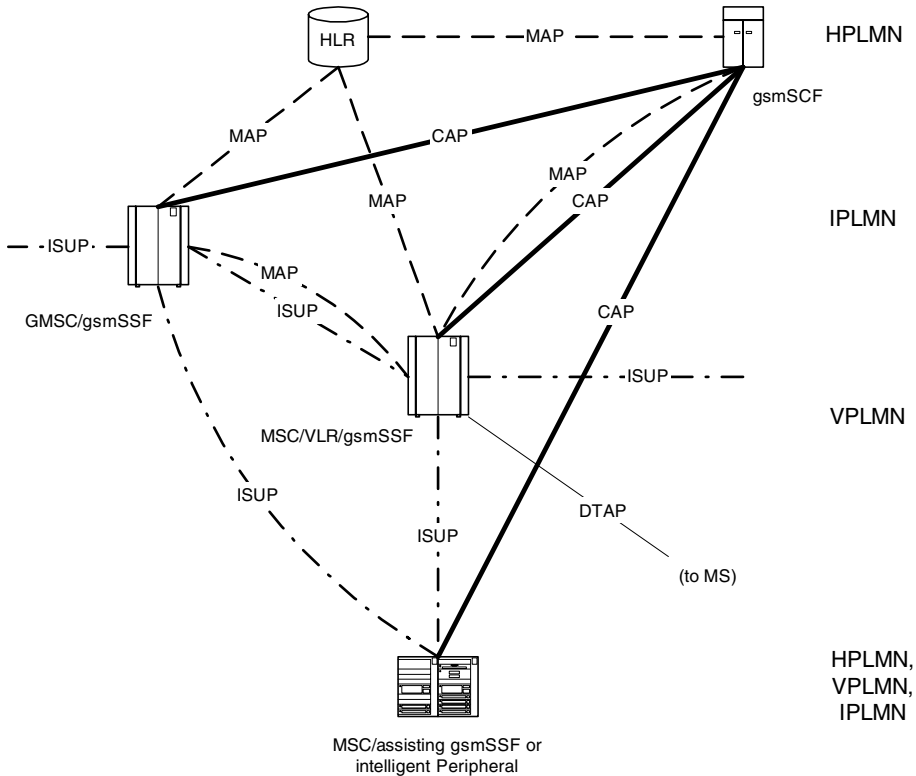 HLR
MAP
HPLMN
gsmSCF
MAP
CAP
MAP
MAP
CAP
IPLMN
ISUP
MAP
ISUP
CAP
GMSC/gsmSSF
ISUP
MSC/VLR/gsmSSF
VPLMN
ISUP
DTAP
ISUP
(to MS)
HPLMN,
VPLMN,
IPLMN
MSC/assisting gsmSSF or
intelligent Peripheral